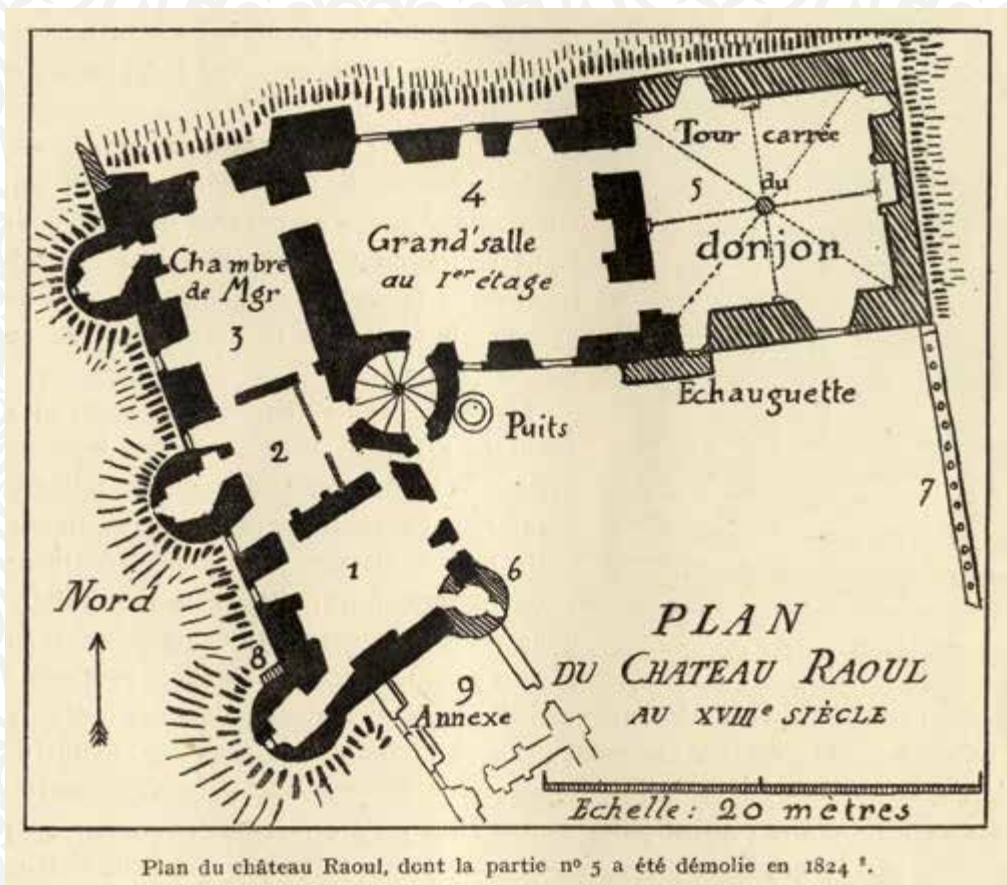 Tour carrée
5 du
donjon
4
Grand'salle
au 1er étage
Chambre
de Mgr
3
Echauguette
Puits
2
7
1
6
Nord
8
9
Annexe
PLAN
DU CHATEAU RAOUL
AU XVIIIe SIÈCLE
Echelle: 20 mètres
Plan du château Raoul, dont la partie no 5 a été démolie en 1824 ².